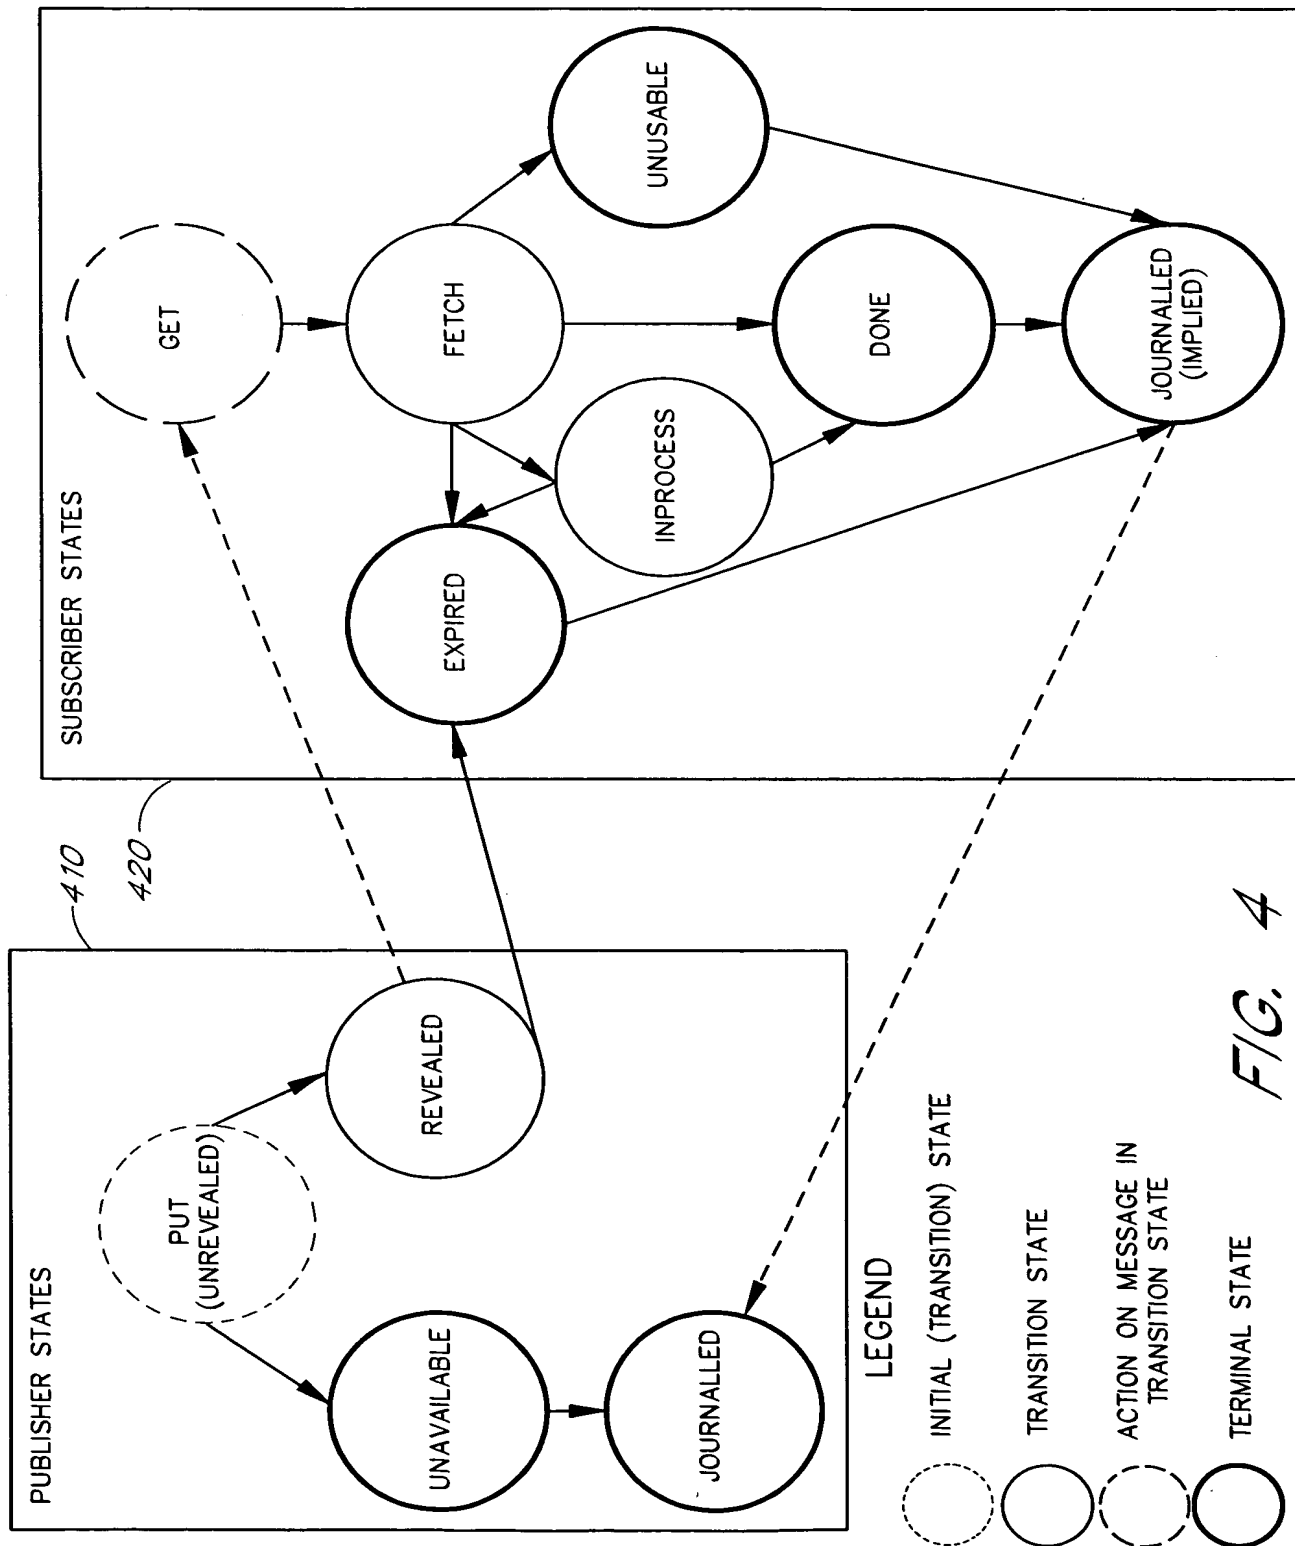 PUBLISHER STATES
PUT
(UNREVEALED)
UNAVAILABLE
REVEALED
JOURNALLED
410
420
SUBSCRIBER STATES
GET
EXPIRED
FETCH
INPROCESS
UNUSABLE
DONE
JOURNALLED
(IMPLIED)
LEGEND
INITIAL (TRANSITION) STATE
TRANSITION STATE
ACTION ON MESSAGE IN
TRANSITION STATE
TERMINAL STATE
FIG. 4